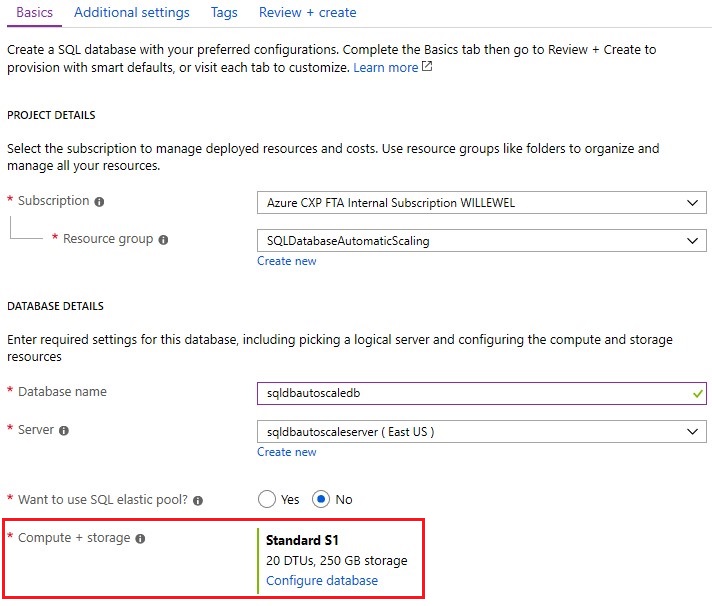 Basics Additional settings Tags Review + create
Create a SQL database with your preferred configurations. Complete the Basics tab then go to Review + Create to
provision with smart defaults, or visit each tab to customize. Learn more
PROJECT DETAILS
Select the subscription to manage deployed resources and costs. Use resource groups like folders to organize and
manage all your resources.
* Subscription Azure CXP FTA Internal Subscription WILLEWEL
* Resource group SQLDatabaseAutomaticScaling
Create new
DATABASE DETAILS
Enter required settings for this database, including picking a logical server and configuring the compute and storage
resources
* Database name sqldbautoscaledb
* Server sqldbautoscaleserver ( East US )
Create new
* Want to use SQL elastic pool? Yes No
* Compute + storage Standard S1
20 DTUs, 250 GB storage
Configure database